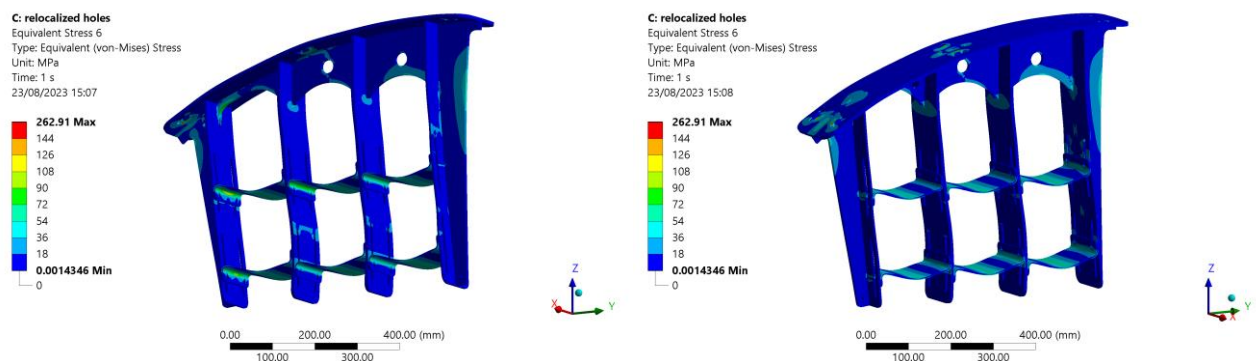 C: relocalized holes
Equivalent Stress 6
Type: Equivalent (von-Mises) Stress
Unit: MPa
Time: 1 s
23/08/2023 15:07
262.91 Max
144
126
108
90
72
54
36
18
0.0014346 Min
0
0.00 200.00 400.00 (mm)
100.00 300.00
Z
X Y
C: relocalized holes
Equivalent Stress 6
Type: Equivalent (von-Mises) Stress
Unit: MPa
Time: 1 s
23/08/2023 15:08
262.91 Max
144
126
108
90
72
54
36
18
0.0014346 Min
0
0.00 200.00 400.00 (mm)
100.00 300.00
Z
Y
X